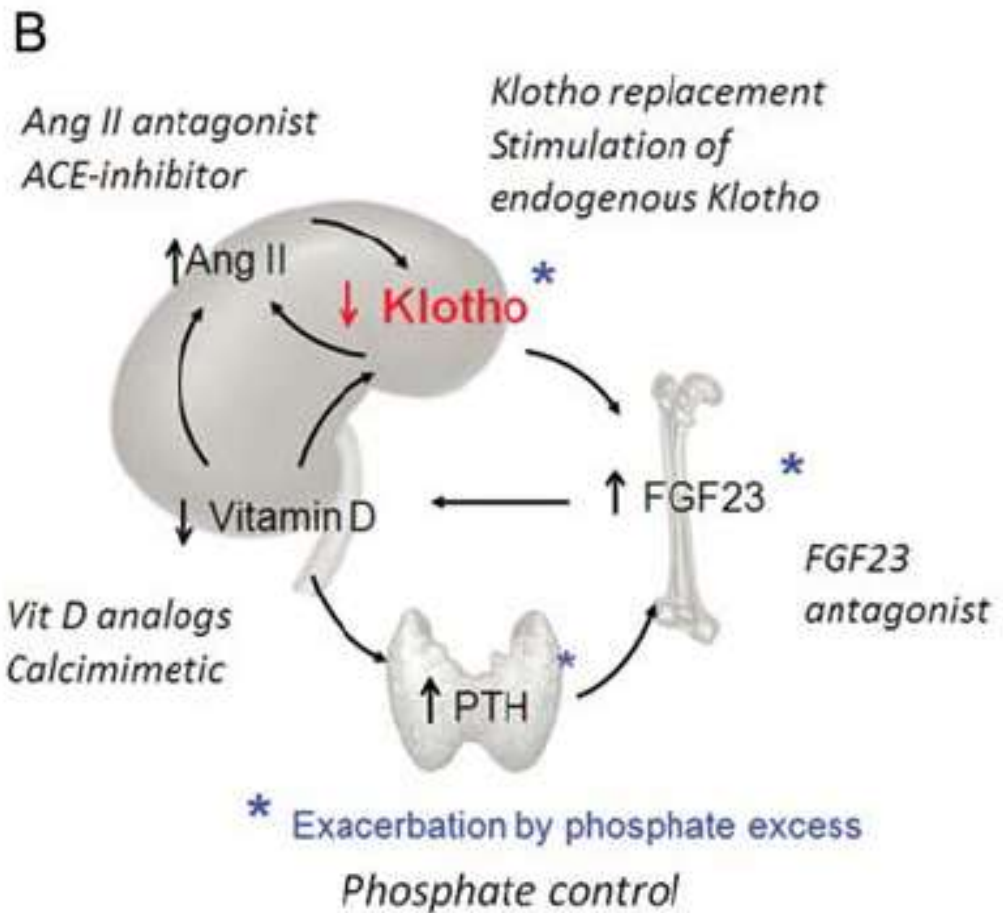 B
Ang II antagonist
ACE-inhibitor
Klotho replacement
Stimulation of
endogenous Klotho
↑Ang II
↓ Klotho *
↑ FGF23 *
↓ Vitamin D
FGF23
antagonist
Vit D analogs
Calcimimetic
↑ PTH *
* Exacerbation by phosphate excess
Phosphate control